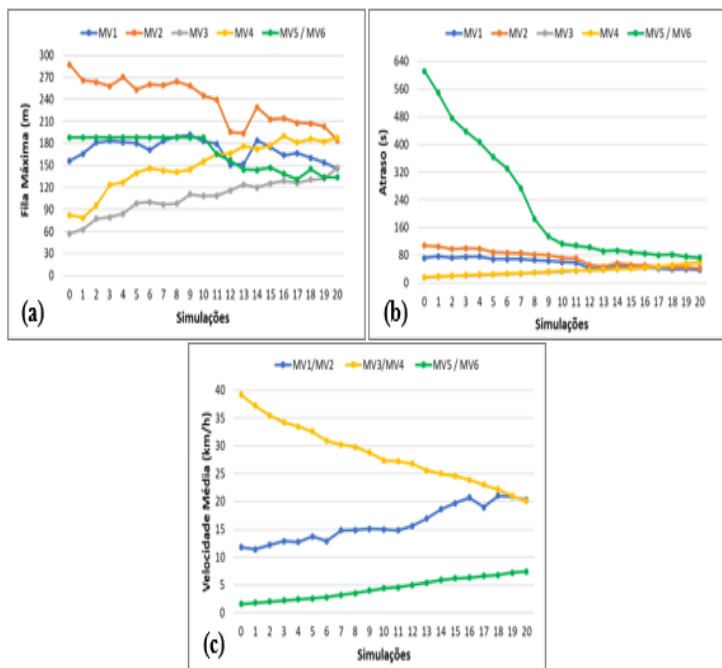 MV1 MV2 MV3 MV4 MV5 / MV6
Fila Máxima (m)
300
270
240
210
180
150
120
90
60
30
0
0 1 2 3 4 5 6 7 8 9 10 11 12 13 14 15 16 17 18 19 20
Simulações
(a)
MV1 MV2 MV3 MV4 MV5 / MV6
Atraso (s)
640
560
480
400
320
240
160
80
0
0 1 2 3 4 5 6 7 8 9 10 11 12 13 14 15 16 17 18 19 20
Simulações
(b)
MV1/MV2 MV3/MV4 MV5 / MV6
Velocidade Média (km/h)
40
35
30
25
20
15
10
5
0
0 1 2 3 4 5 6 7 8 9 10 11 12 13 14 15 16 17 18 19 20
Simulações
(c)